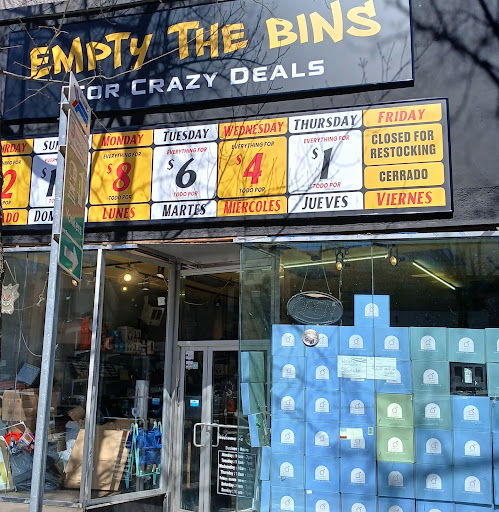 EMPTY THE BINS
FOR CRAZY DEALS
MONDAY
EVERYTHING FOR
$8
TODO POR
LUNES
TUESDAY
EVERYTHING FOR
$6
TODO POR
MARTES
WEDNESDAY
EVERYTHING FOR
$4
TODO POR
MIERCOLES
THURSDAY
EVERYTHING FOR
$1
TODO POR
JUEVES
FRIDAY
CLOSED FOR
RESTOCKING
CERRADO
VIERNES